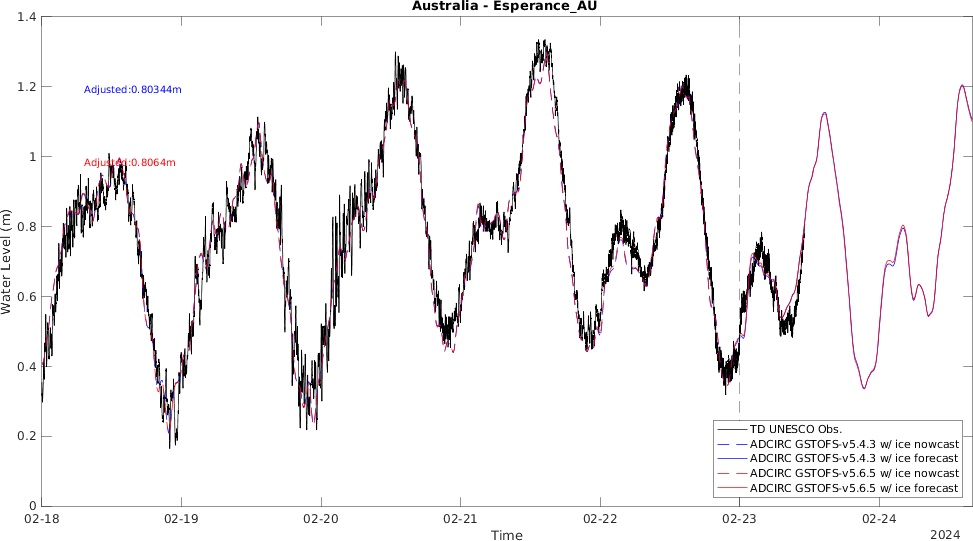 Australia - Esperance_AU
1.4
1.2
1
0.8
0.6
0.4
0.2
0
Water Level (m)
Adjusted:0.80344m
Adjusted:0.8064m
TD UNESCO Obs.
ADCIRC GSTOFS-v5.4.3 w/ ice nowcast
ADCIRC GSTOFS-v5.4.3 w/ ice forecast
ADCIRC GSTOFS-v5.6.5 w/ ice nowcast
ADCIRC GSTOFS-v5.6.5 w/ ice forecast
02-18 02-19 02-20 02-21 02-22 02-23 02-24
Time
2024